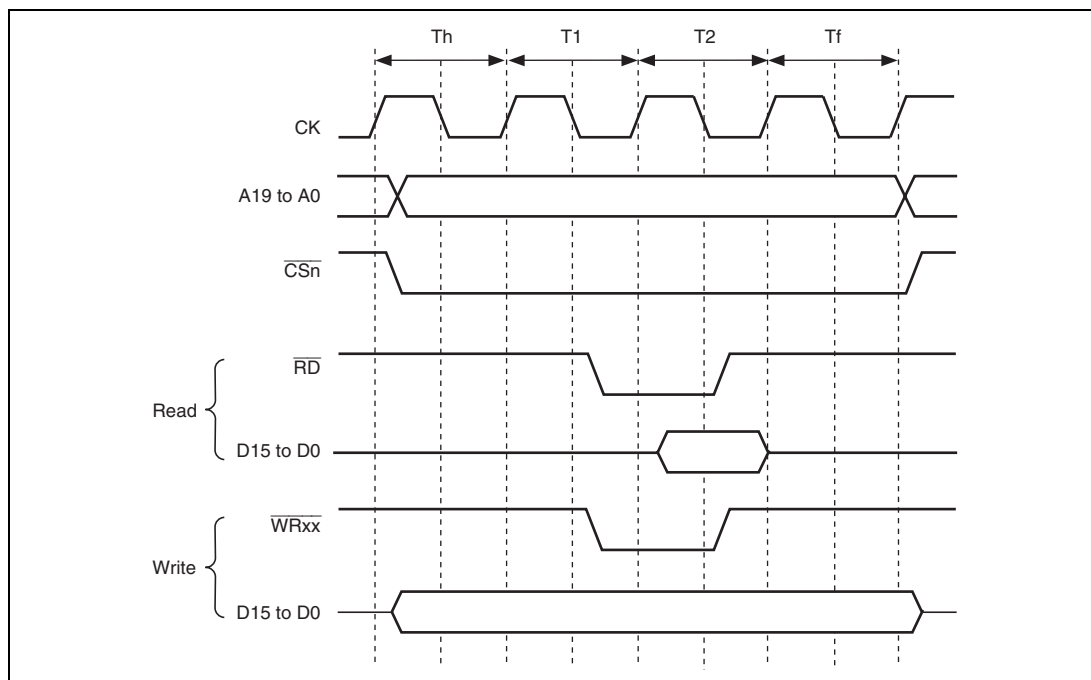 Th T1 T2 Tf
CK
A19 to A0
CSn
RD
Read
D15 to D0
WRxx
Write
D15 to D0